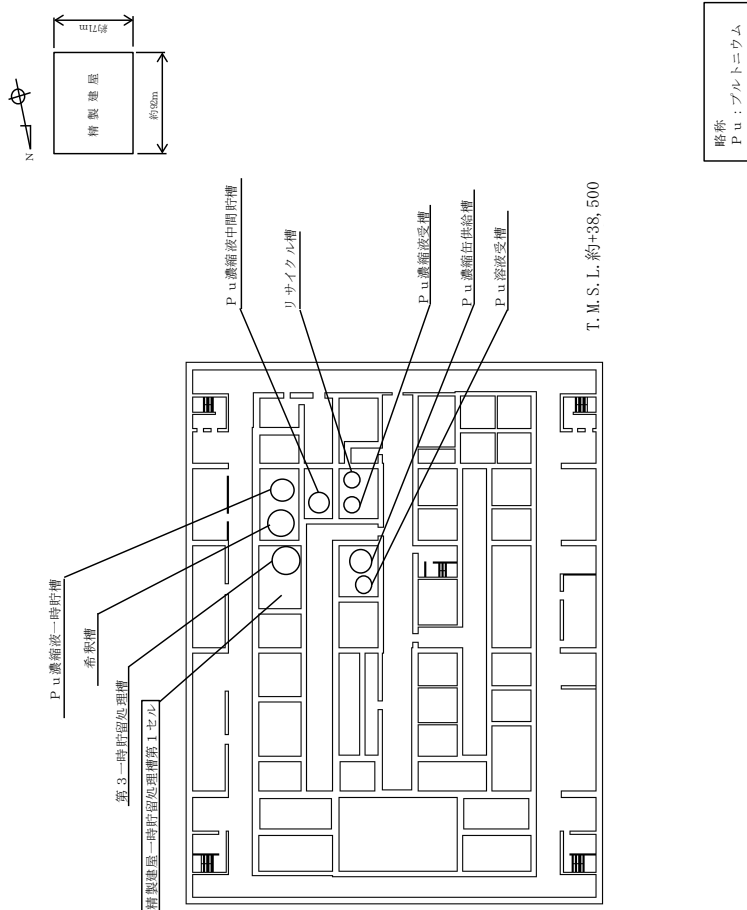 約71m
精製建屋
約92m
N
Pu濃縮液中間貯槽
リサイクル槽
Pu濃縮液受槽
Pu濃縮缶供給槽
Pu溶液受槽
T.M.S.L.約+38,500
略称
Pu:プルトニウム
Pu濃縮液一時貯槽
希釈槽
第3一時貯留処理槽
精製建屋一時貯留処理槽第1セル